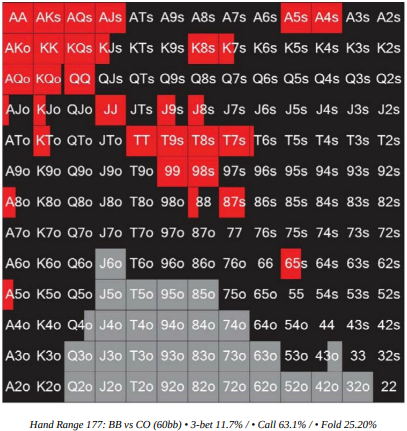 AA AKs AQs AJs ATs A9s A8s A7s A6s A5s A4s A3s A2s
AKo KK KQs KJs KTs K9s K8s K7s K6s K5s K4s K3s K2s
AQo KQo QQ QJs QTs Q9s Q8s Q7s Q6s Q5s Q4s Q3s Q2s
AJo KJo QJo JJ JTs J9s J8s J7s J6s J5s J4s J3s J2s
ATo KTo QTo JTo TT T9s T8s T7s T6s T5s T4s T3s T2s
A9o K9o Q9o J9o T9o 99 98s 97s 96s 95s 94s 93s 92s
A8o K8o Q8o J8o T8o 98o 88 87s 86s 85s 84s 83s 82s
A7o K7o Q7o J7o T7o 97o 87o 77 76s 75s 74s 73s 72s
A6o K6o Q6o J6o T6o 96o 86o 76o 66 65s 64s 63s 62s
A5o K5o Q5o J5o T5o 95o 85o 75o 65o 55 54s 53s 52s
A4o K4o Q4o J4o T4o 94o 84o 74o 64o 54o 44 43s 42s
A3o K3o Q3o J3o T3o 93o 83o 73o 63o 53o 43o 33 32s
A2o K2o Q2o J2o T2o 92o 82o 72o 62o 52o 42o 32o 22
Hand Range 177: BB vs CO (60bb) • 3-bet 11.7% / • Call 63.1% / • Fold 25.20%